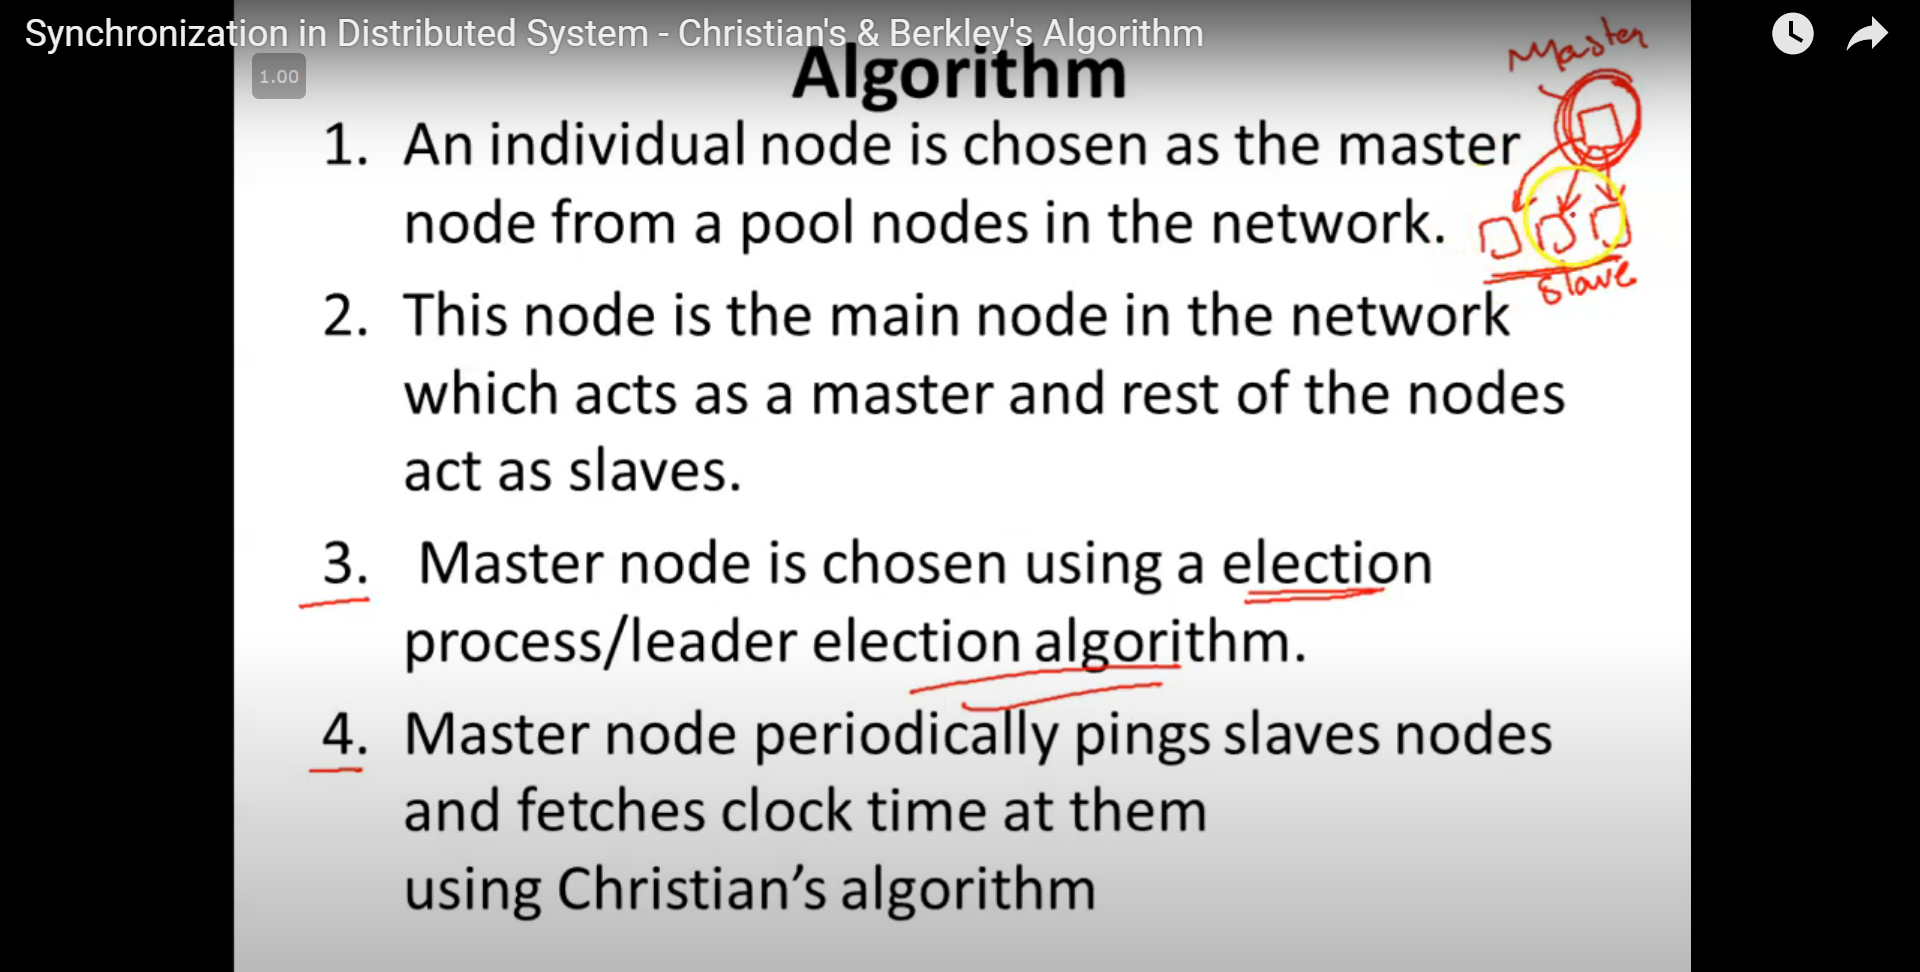 Synchronization in Distributed System - Christian's & Berkley's Algorithm
1.00
Algorithm
Master
1. An individual node is chosen as the master
node from a pool nodes in the network.
slave
2. This node is the main node in the network
which acts as a master and rest of the nodes
act as slaves.
3. Master node is chosen using a election
process/leader election algorithm.
4. Master node periodically pings slaves nodes
and fetches clock time at them
using Christian’s algorithm